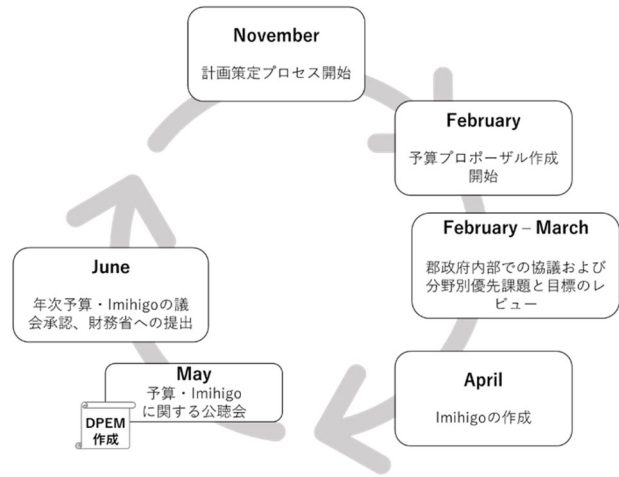 November
計画策定プロセス開始
February
予算プロポーザル作成
開始
February – March
郡政府内部での協議および
分野別優先課題と目標のレ
ビュー
April
Imihigoの作成
May
予算・Imihigo
に関する公聴会
DPEM
作成
June
年次予算・Imihigoの議
会承認、財務省への提出